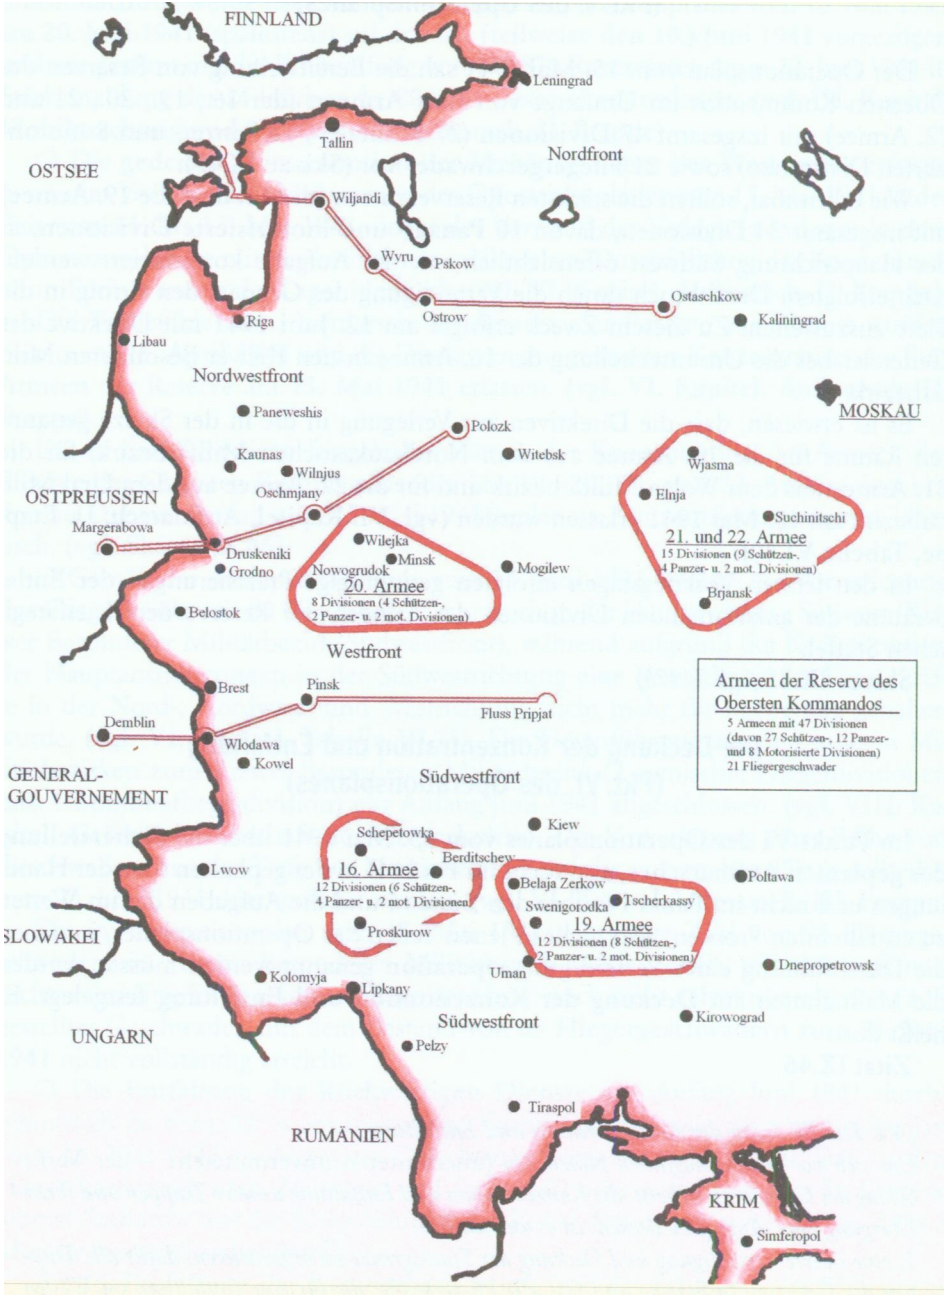 FINNLAND
Leningrad
Tallin
Nordfront
OSTSEE
Wiljandi
Wyru
Pskow
Ostaschkow
Ostrow
Kaliningrad
Riga
Libau
Nordwestfront
MOSKAU
Paneweshis
Polozk
Witebsk
Wjasma
Kaunas
Wilnjus
Elnja
Oschmjany
OSTPREUSSEN
Suchinitschi
Margrabowa
21. und 22. Armee
15 Divisionen (9 Schützen-,
4 Panzer- u. 2 mot. Divisionen)
Wilejka
Druskeniki
Minsk
Grodno
Nowogrudok
Mogilew
20. Armee
8 Divisionen (4 Schützen-,
2 Panzer- u. 2 mot. Divisionen)
Brjansk
Belostok
Westfront
Armeen der Reserve des
Obersten Kommandos
5 Armeen mit 47 Divisionen
(davon 27 Schützen-, 12 Panzer-
und 8 Motorisierte Divisionen)
21 Fliegergeschwader
Brest
Pinsk
Fluss Pripjat
Demblin
Wlodawa
Kowel
GENERAL-
GOUVERNEMENT
Südwestfront
Kiew
Schepetowka
Berditschew
16. Armee
12 Divisionen (6 Schützen-,
4 Panzer- u. 2 mot. Divisionen)
Lwow
Poltawa
Belaja Zerkow
Tscherkassy
Swenigorodka
19. Armee
12 Divisionen (8 Schützen-,
2 Panzer- u. 2 mot. Divisionen)
Proskurow
SLOWAKEI
Uman
Dnepropetrowsk
Kolomyja
Lipkany
Südwestfront
Kirowograd
UNGARN
Pelzy
Tiraspol
RUMÄNIEN
KRIM
Simferopol